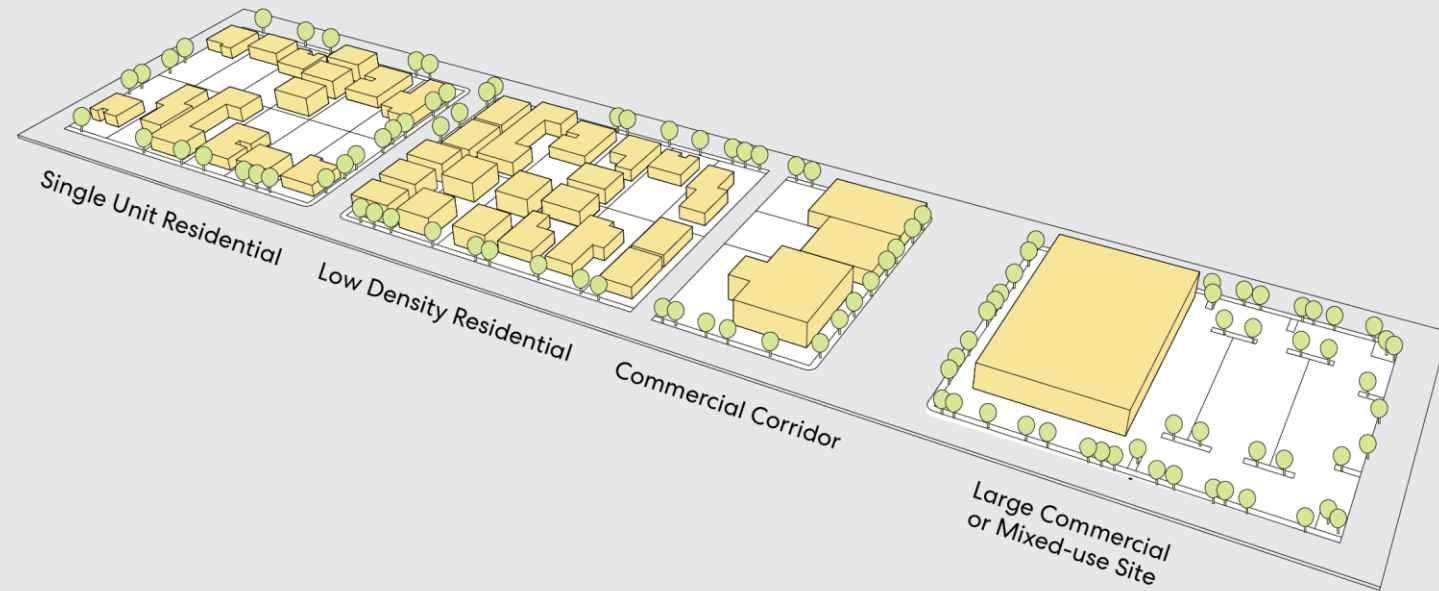 Single Unit Residential
Low Density Residential
Commercial Corridor
Large Commercial
or Mixed-use Site